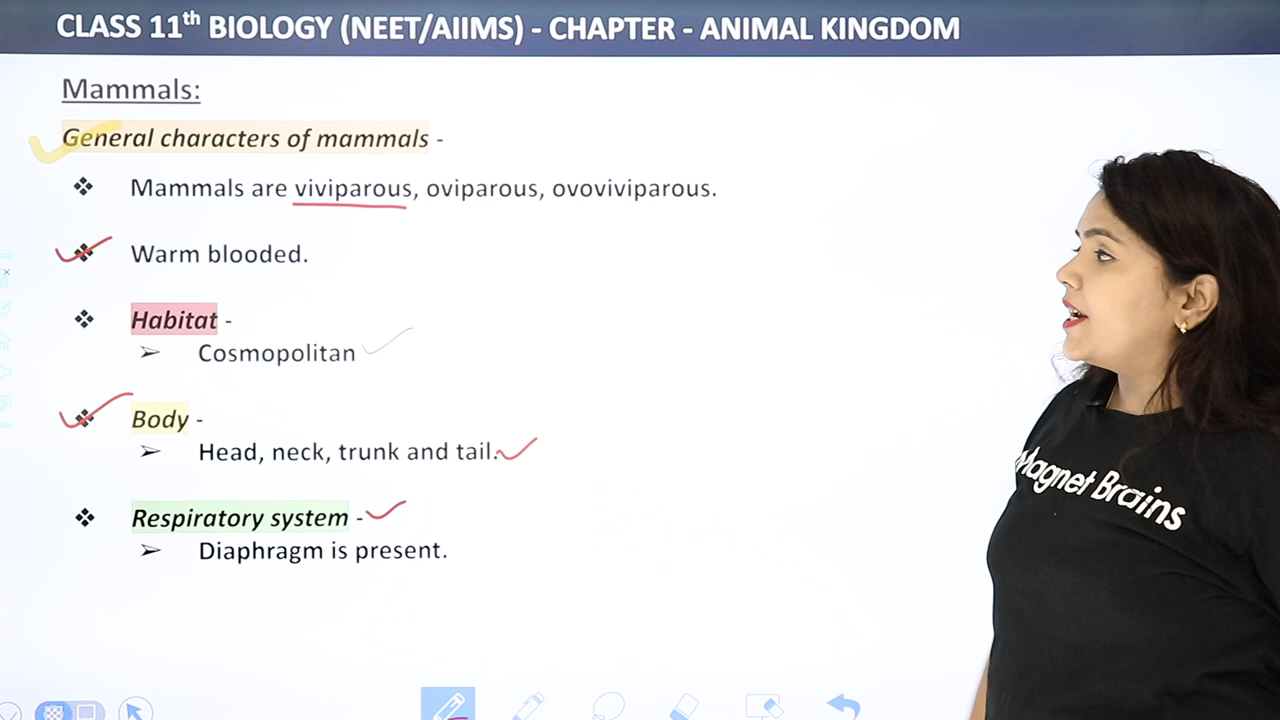 CLASS 11th BIOLOGY (NEET/AIIMS) - CHAPTER - ANIMAL KINGDOM
Mammals:
General characters of mammals -
❖ Mammals are viviparous, oviparous, ovoviviparous.
❖ Warm blooded.
❖ Habitat -
➢ Cosmopolitan
❖ Body -
➢ Head, neck, trunk and tail.
❖ Respiratory system -
➢ Diaphragm is present.
Magnet Brains